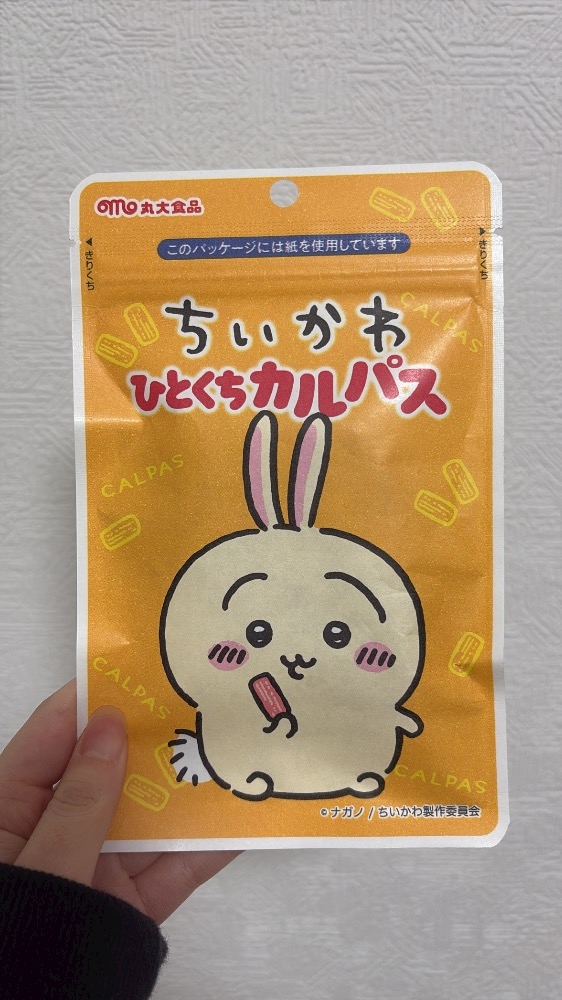 丸大食品
このパッケージには紙を使用しています
◀きりくち
▶きりくち
ちいかわ
ひとくちカルパス
CALPAS
CALPAS
CALPAS
CALPAS
©ナガノ / ちいかわ製作委員会